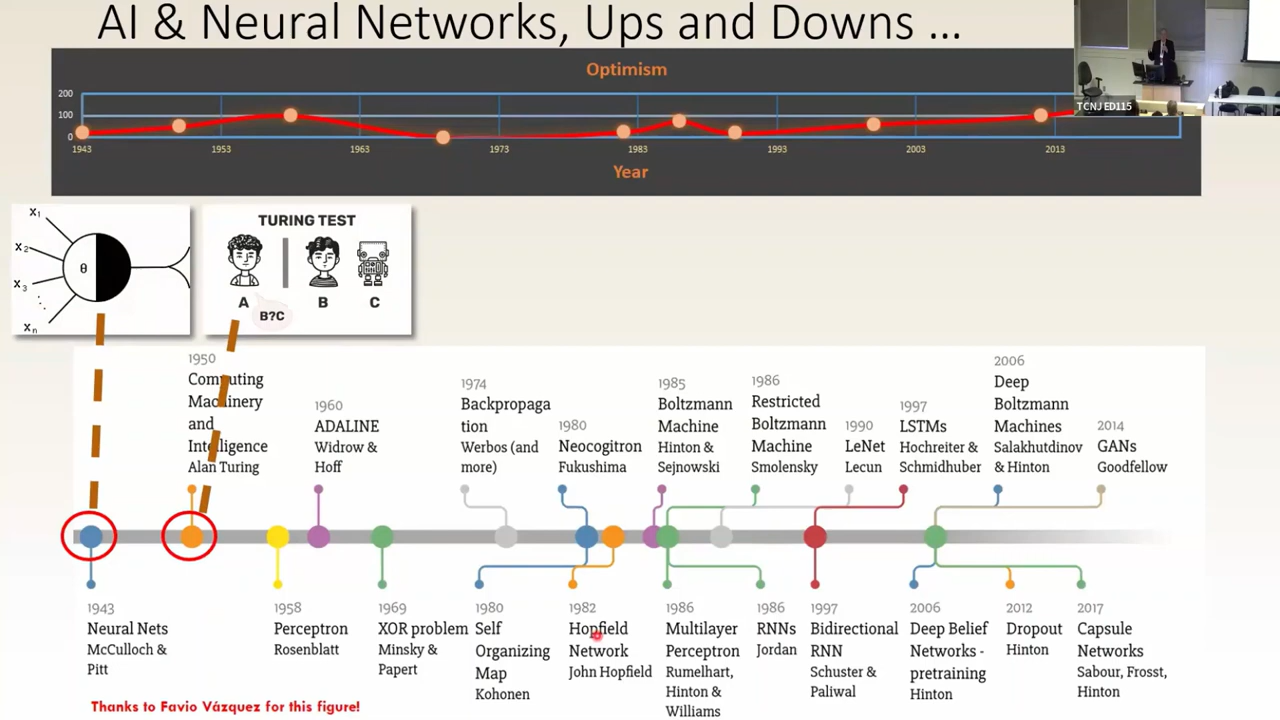 AI & Neural Networks, Ups and Downs ...
TCNJ ED115
Optimism
200
100
0
1943
1953
1963
1973
1983
1993
2003
2013
Year
X1
X2
X3
Xn
θ
TURING TEST
A
B
C
B?C
1950
Computing
Machinery
and
Intelligence
Alan Turing
1960
ADALINE
Widrow &
Hoff
1974
Backpropaga
tion
Werbos (and
more)
1980
Neocogitron
Fukushima
1985
Boltzmann
Machine
Hinton &
Sejnowski
1986
Restricted
Boltzmann
Machine
Smolensky
1990
LeNet
Lecun
1997
LSTMs
Hochreiter &
Schmidhuber
2006
Deep
Boltzmann
Machines
Salakhutdinov
& Hinton
2014
GANs
Goodfellow
1943
Neural Nets
McCulloch &
Pitt
1958
Perceptron
Rosenblatt
1969
XOR problem
Minsky &
Papert
1980
Self
Organizing
Map
Kohonen
1982
Hopfield
Network
John Hopfield
1986
Multilayer
Perceptron
Rumelhart,
Hinton &
Williams
1986
RNNs
Jordan
1997
Bidirectional
RNN
Schuster &
Paliwal
2006
Deep Belief
Networks -
pretraining
Hinton
2012
Dropout
Hinton
2017
Capsule
Networks
Sabour, Frosst,
Hinton
Thanks to Favio Vázquez for this figure!